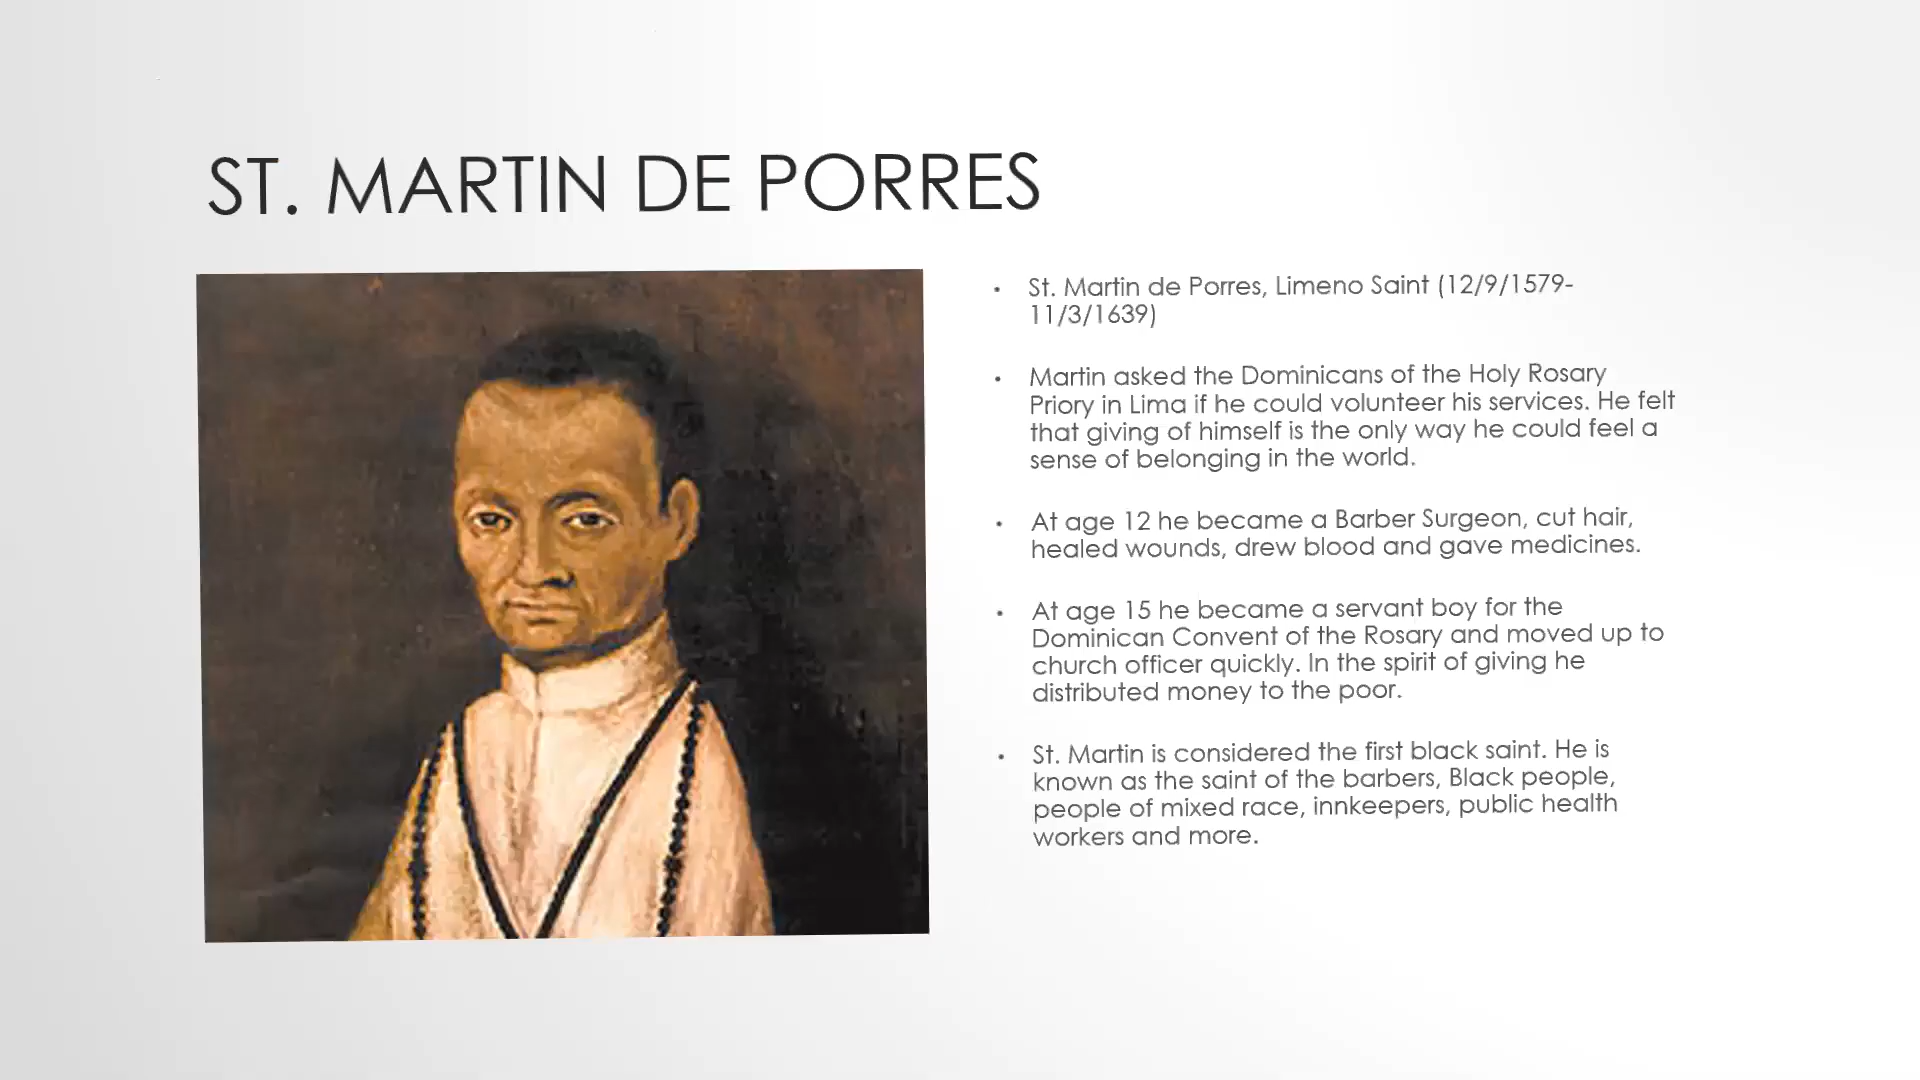 ST. MARTIN DE PORRES
• St. Martin de Porres, Limeno Saint (12/9/1579-
11/3/1639)
• Martin asked the Dominicans of the Holy Rosary
Priory in Lima if he could volunteer his services. He felt
that giving of himself is the only way he could feel a
sense of belonging in the world.
• At age 12 he became a Barber Surgeon, cut hair,
healed wounds, drew blood and gave medicines.
• At age 15 he became a servant boy for the
Dominican Convent of the Rosary and moved up to
church officer quickly. In the spirit of giving he
distributed money to the poor.
• St. Martin is considered the first black saint. He is
known as the saint of the barbers, Black people,
people of mixed race, innkeepers, public health
workers and more.